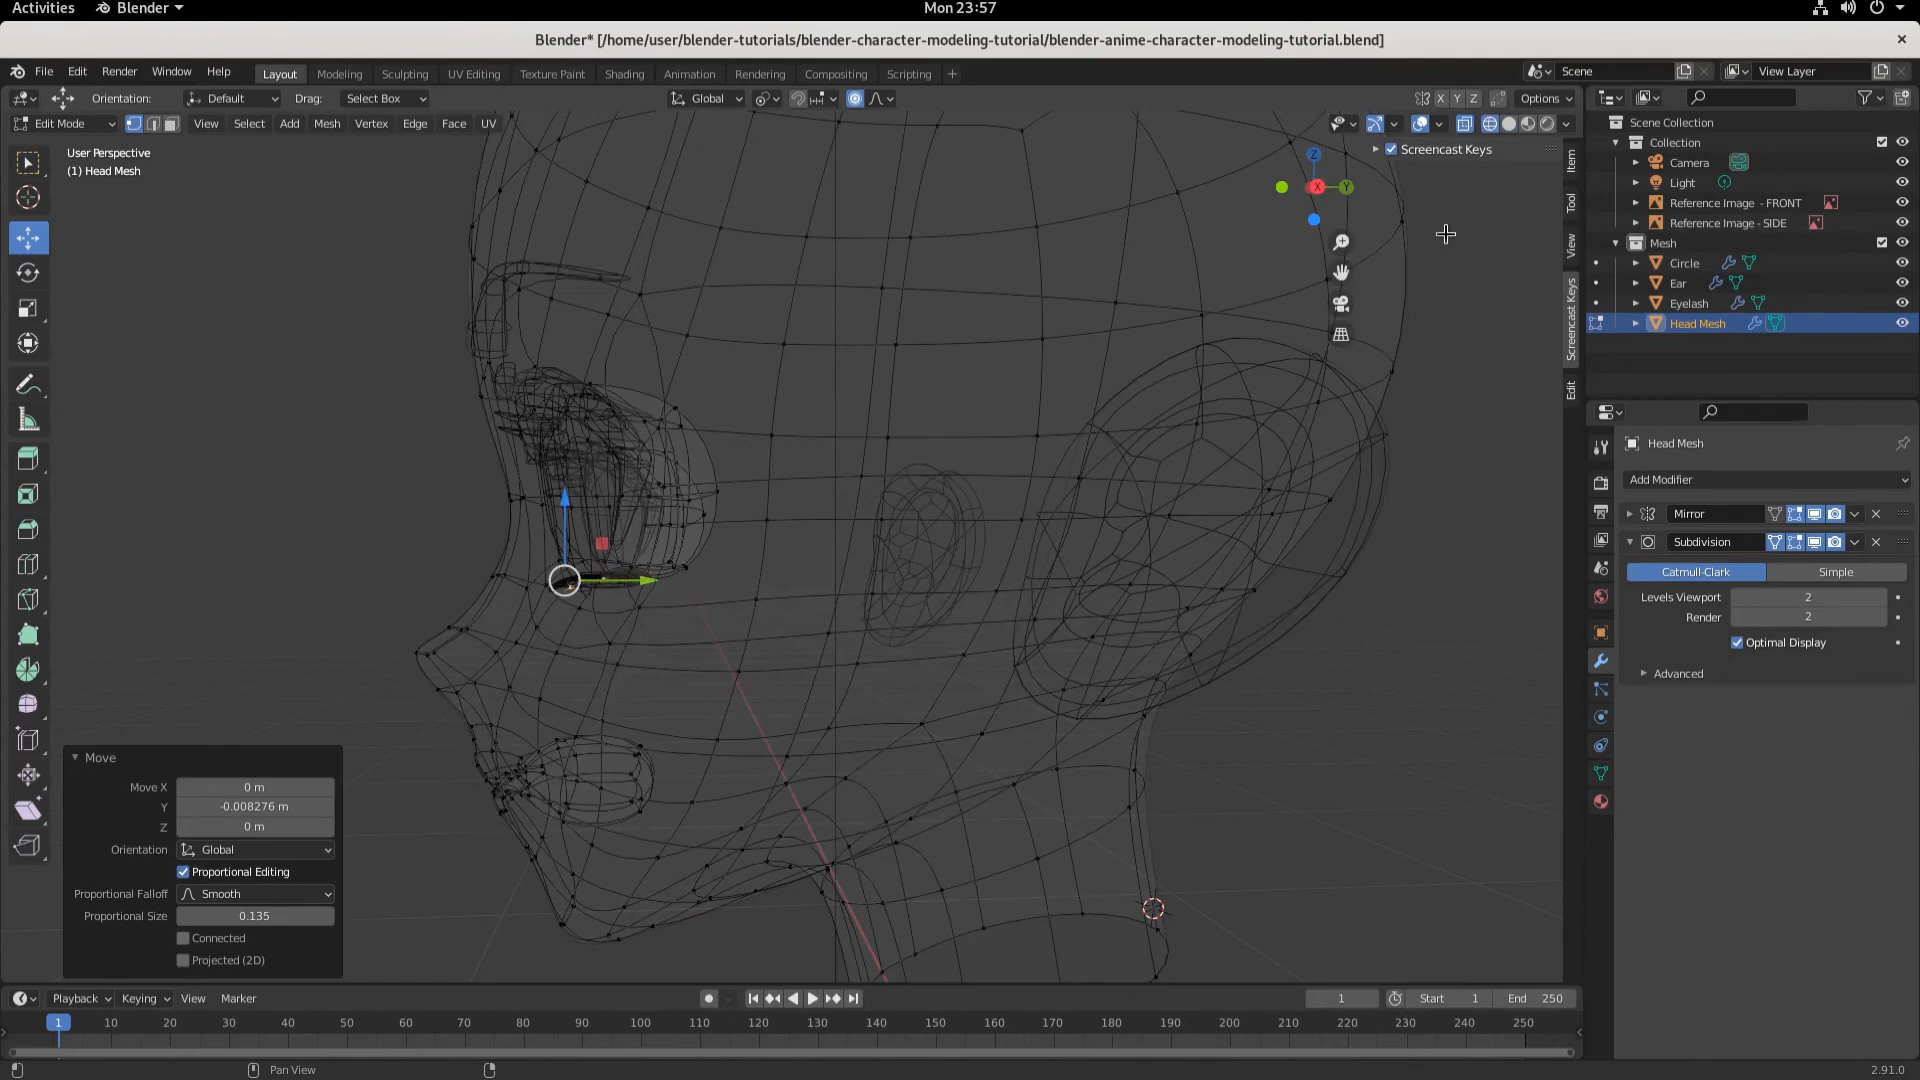 Activities Blender Mon 23:57
Blender* [/home/user/blender-tutorials/blender-character-modeling-tutorial/blender-anime-character-modeling-tutorial.blend]
File Edit Render Window Help Layout Modeling Sculpting UV Editing Texture Paint Shading Animation Rendering Compositing Scripting + Scene View Layer
Orientation: Default Drag: Select Box Global X Y Z Options
Edit Mode View Select Add Mesh Vertex Edge Face UV
User Perspective
(1) Head Mesh
Screencast Keys
Z
X
Y
Item
Tool
View
Screencast Keys
Edit
Scene Collection
Collection
Camera
Light
Reference Image - FRONT
Reference Image - SIDE
Mesh
Circle
Ear
Eyelash
Head Mesh
Head Mesh
Add Modifier
Mirror
Subdivision
Catmull-Clark Simple
Levels Viewport 2
Render 2
Optimal Display
Advanced
Move
Move X 0 m
Y -0.008276 m
Z 0 m
Orientation Global
Proportional Editing
Proportional Falloff Smooth
Proportional Size 0.135
Connected
Projected (2D)
Playback Keying View Marker 1 Start 1 End 250
1 10 20 30 40 50 60 70 80 90 100 110 120 130 140 150 160 170 180 190 200 210 220 230 240 250
Pan View 2.91.0